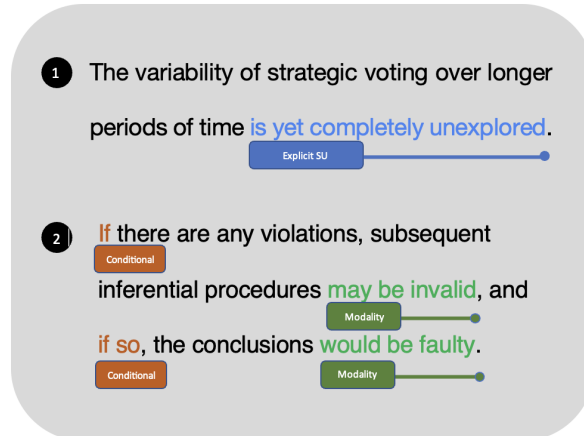 1 The variability of strategic voting over longer
periods of time is yet completely unexplored.
Explicit SU
2 If there are any violations, subsequent
Conditional
inferential procedures may be invalid, and
Modality
if so, the conclusions would be faulty.
Conditional Modality